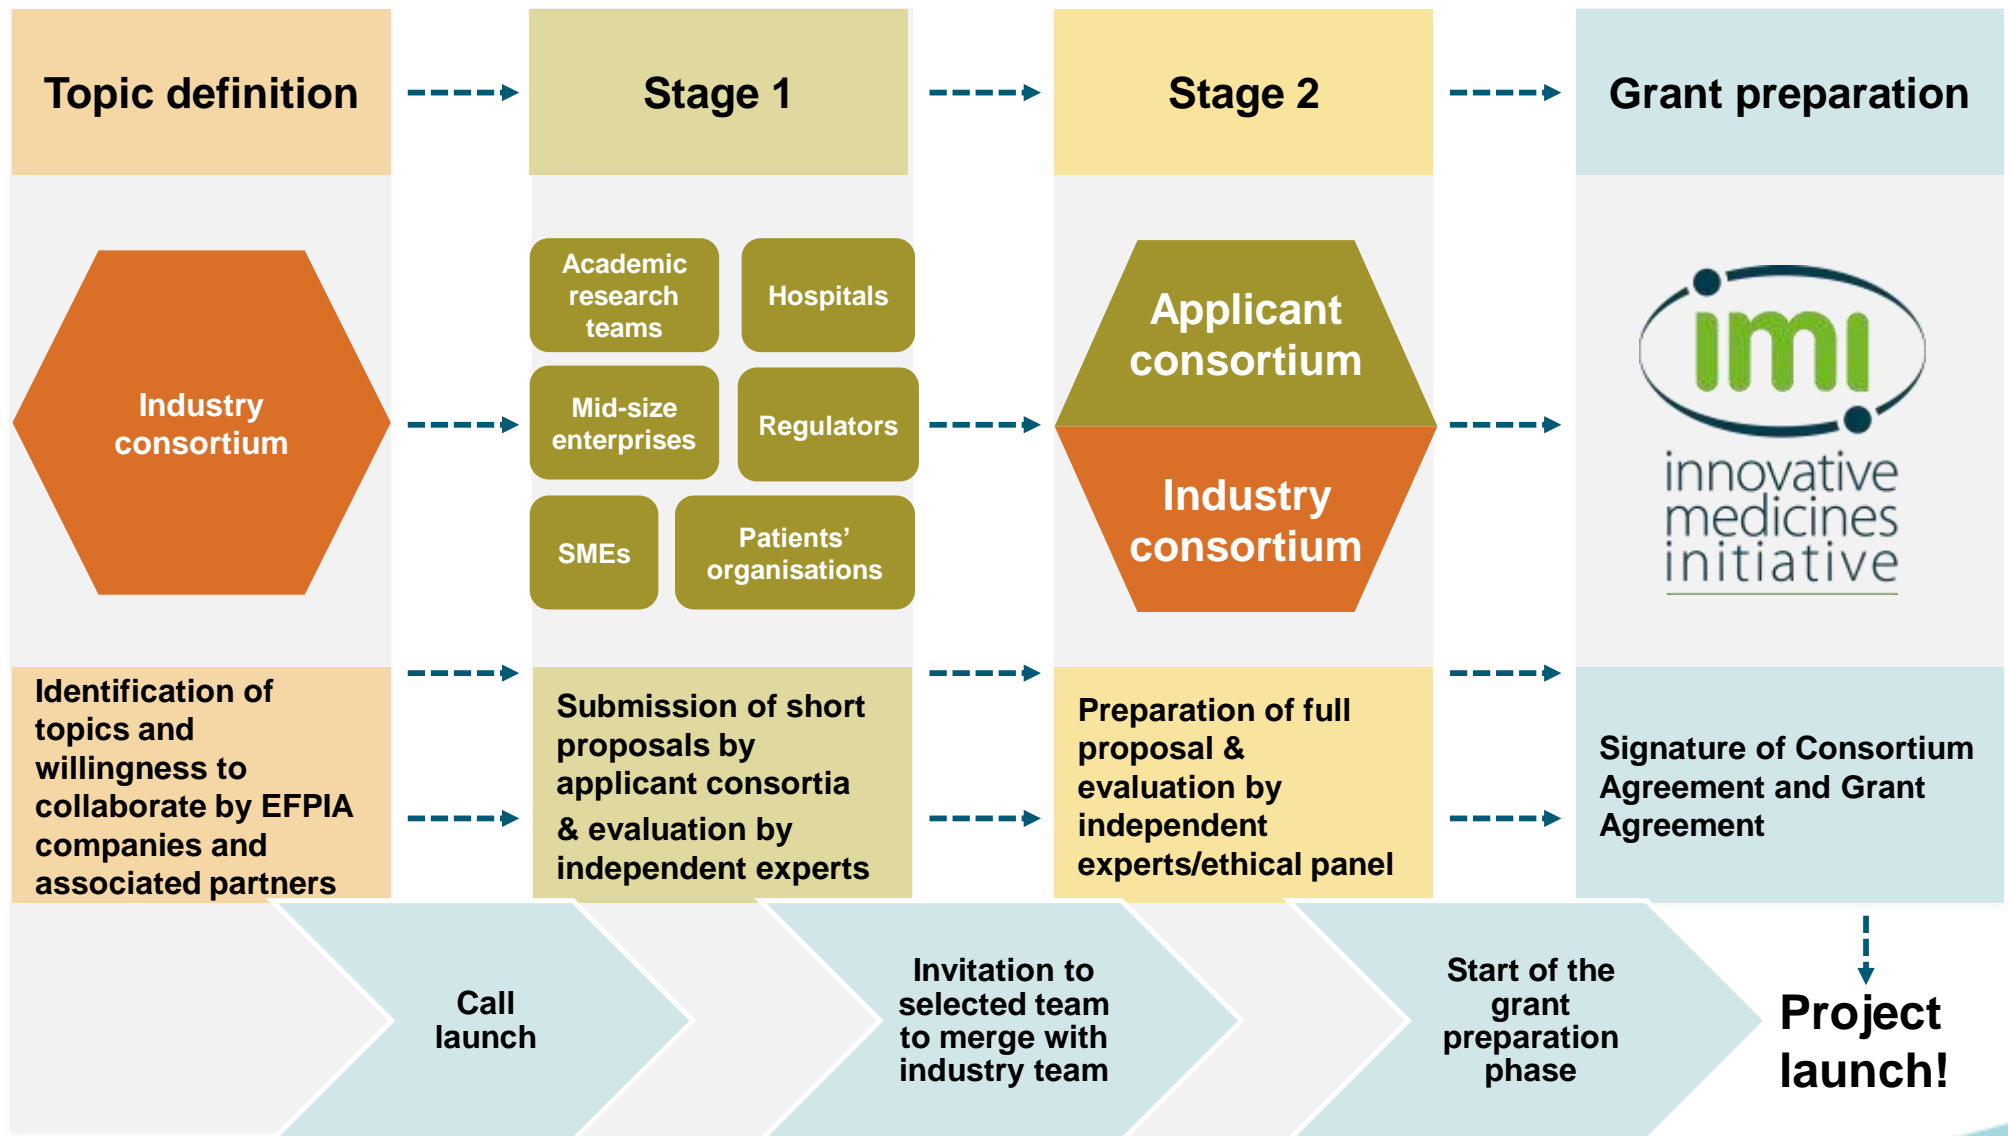 Topic definition
Stage 1
Stage 2
Grant preparation
Industry
consortium
Academic
research
teams
Hospitals
Mid-size
enterprises
Regulators
SMEs
Patients’
organisations
Applicant
consortium
Industry
consortium
imi
innovative
medicines
initiative
Identification of
topics and
willingness to
collaborate by EFPIA
companies and
associated partners
Submission of short
proposals by
applicant consortia
& evaluation by
independent experts
Preparation of full
proposal &
evaluation by
independent
experts/ethical panel
Signature of Consortium
Agreement and Grant
Agreement
Call
launch
Invitation to
selected team
to merge with
industry team
Start of the
grant
preparation
phase
Project
launch!